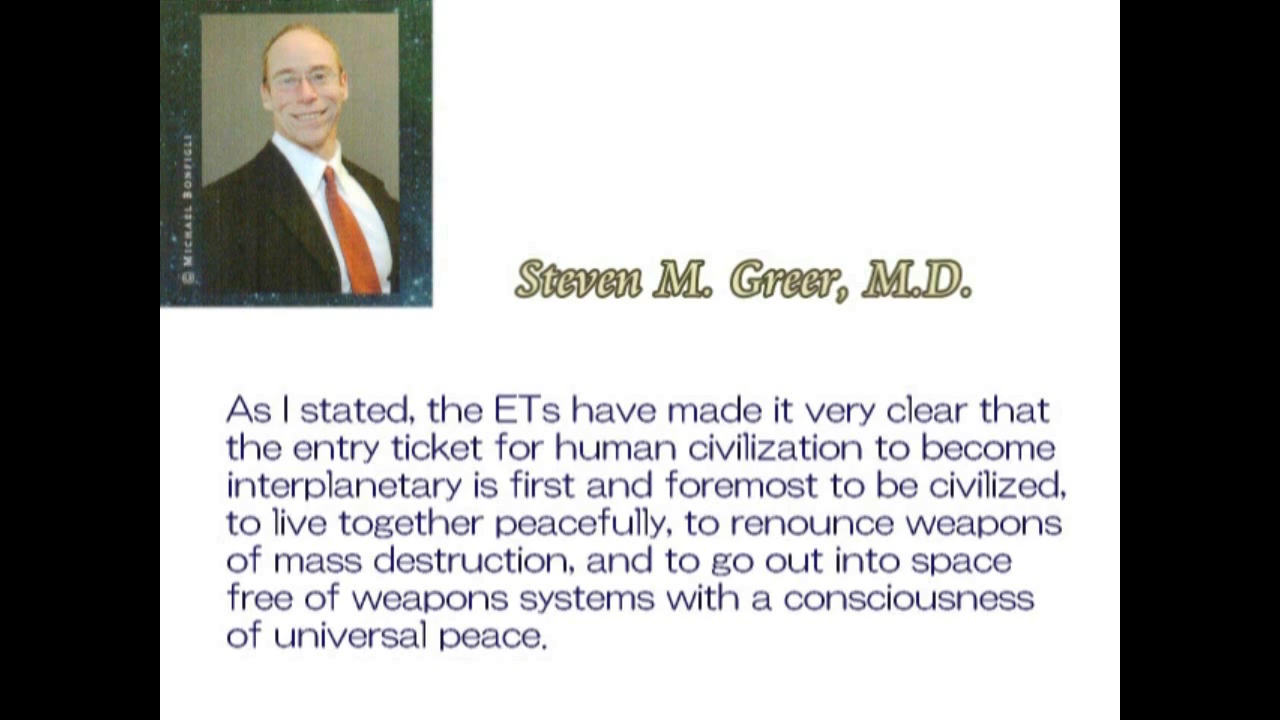 © MICHAEL BONFIGLI
Steven M. Greer, M.D.
As I stated, the ETs have made it very clear that
the entry ticket for human civilization to become
interplanetary is first and foremost to be civilized,
to live together peacefully, to renounce weapons
of mass destruction, and to go out into space
free of weapons systems with a consciousness
of universal peace.